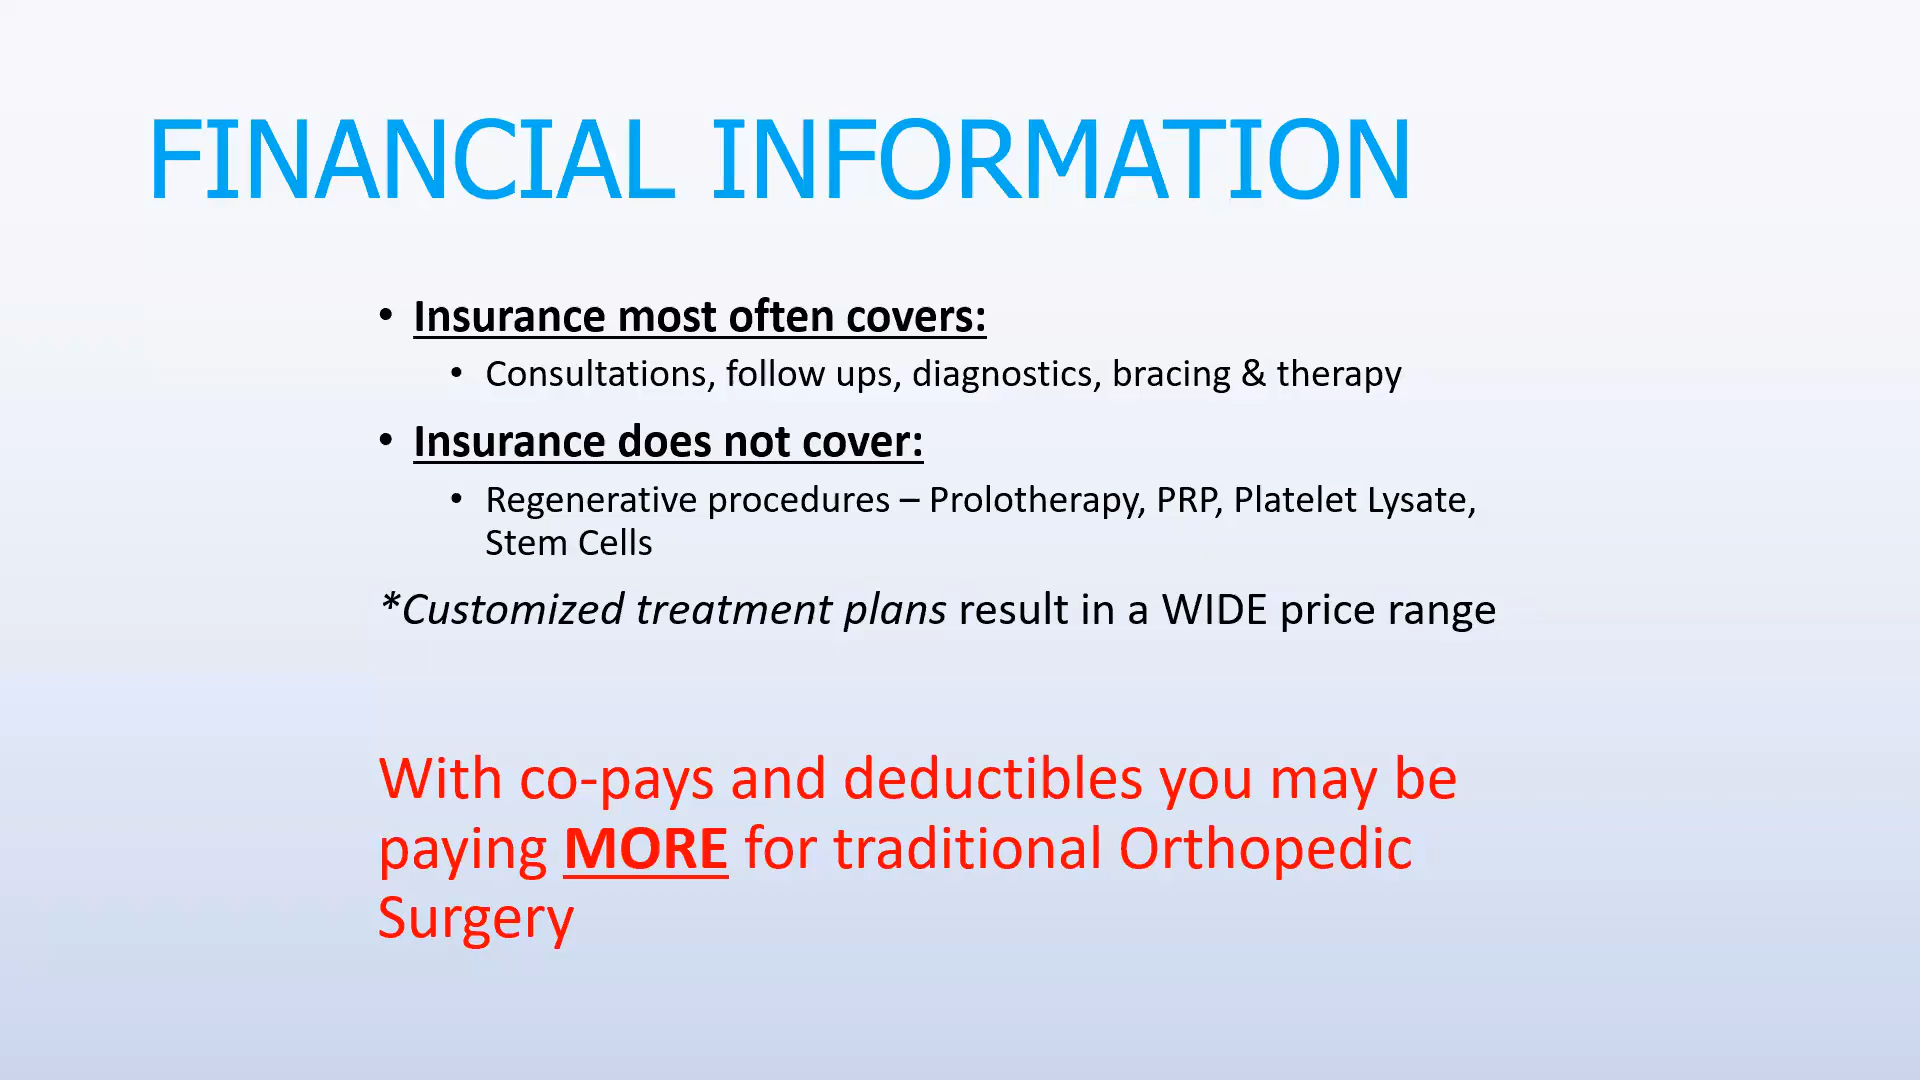 FINANCIAL INFORMATION
• Insurance most often covers:
• Consultations, follow ups, diagnostics, bracing & therapy
• Insurance does not cover:
• Regenerative procedures – Prolotherapy, PRP, Platelet Lysate,
Stem Cells
*Customized treatment plans result in a WIDE price range
With co-pays and deductibles you may be
paying MORE for traditional Orthopedic
Surgery